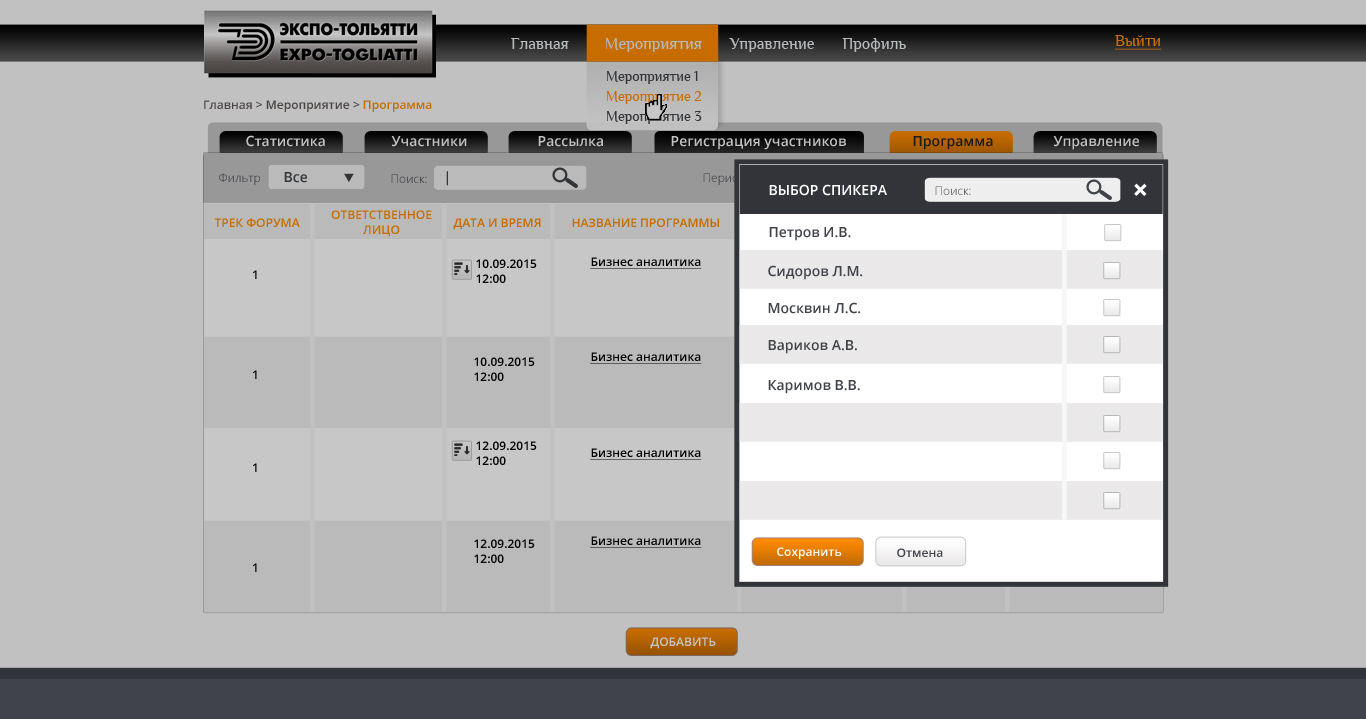 ЭКСПО-ТОЛЬЯТТИ
EXPO-TOGLIATTI
Главная Мероприятия Управление Профиль
Выйти
Мероприятие 1
Мероприятие 2
Мероприятие 3
Главная > Мероприятие > Программа
Статистика Участники Рассылка Регистрация участников Программа Управление
Фильтр Все Поиск:
ТРЕК ФОРУМА ОТВЕТСТВЕННОЕ ЛИЦО ДАТА И ВРЕМЯ НАЗВАНИЕ ПРОГРАММЫ
1 10.09.2015 Бизнес аналитика
12:00
1 10.09.2015 Бизнес аналитика
12:00
1 12.09.2015 Бизнес аналитика
12:00
1 12.09.2015 Бизнес аналитика
12:00
ДОБАВИТЬ
ВЫБОР СПИКЕРА Поиск:
Петров И.В.
Сидоров Л.М.
Москвин Л.С.
Вариков А.В.
Каримов В.В.
Сохранить Отмена